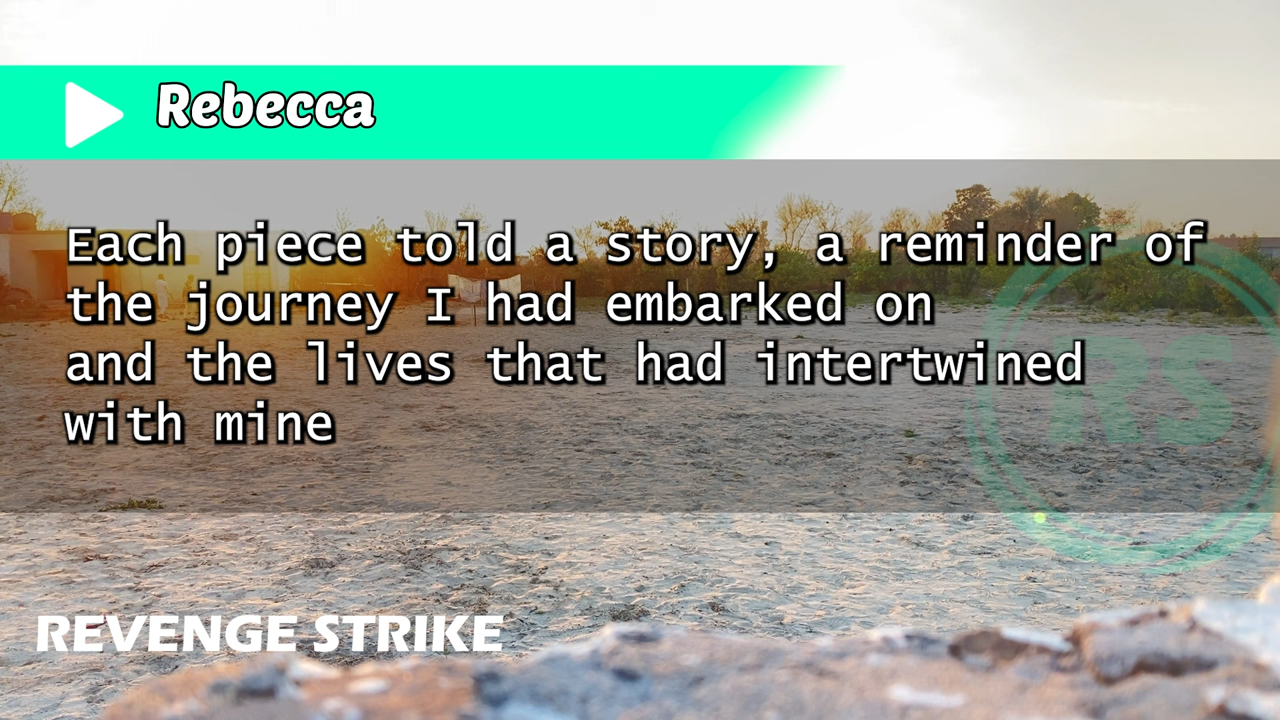 Rebecca
Each piece told a story, a reminder of
the journey I had embarked on
and the lives that had intertwined
with mine
RS
REVENGE STRIKE